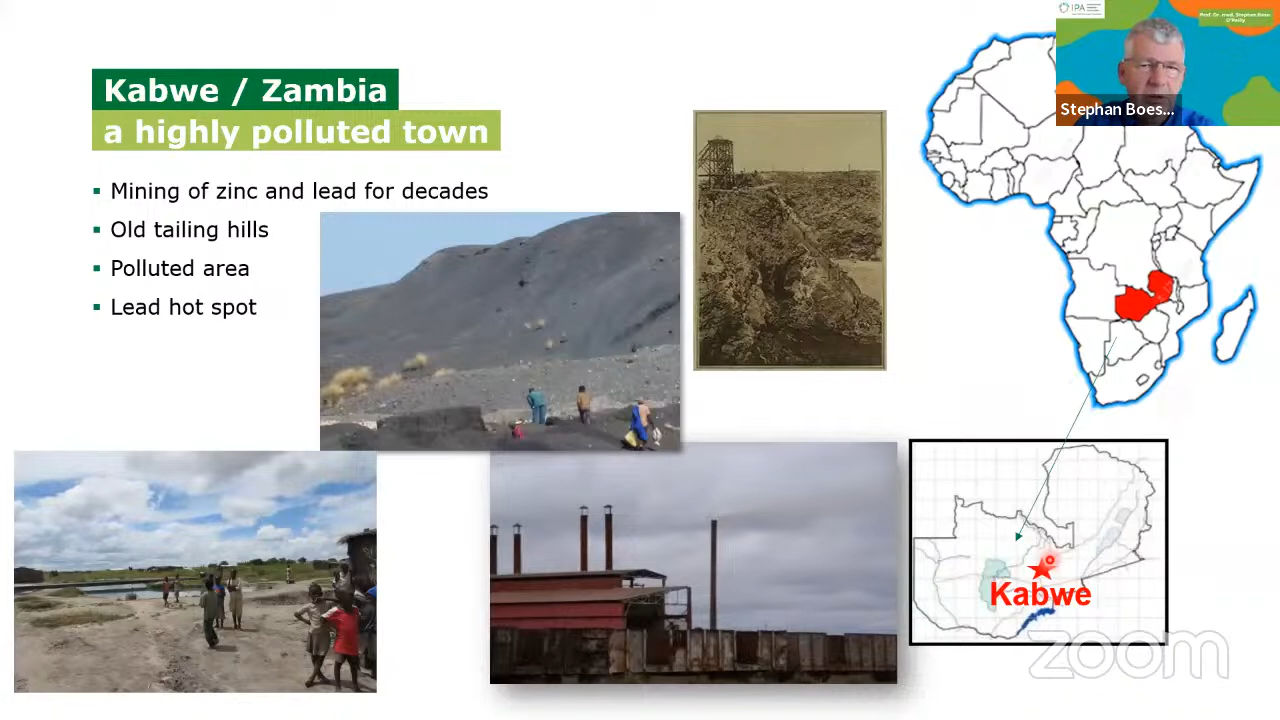 Kabwe / Zambia
a highly polluted town
Mining of zinc and lead for decades
Old tailing hills
Polluted area
Lead hot spot
IPA
Prof. Dr. med. Stephan Boes-
O'Reilly
Stephan Boes...
Kabwe
zoom